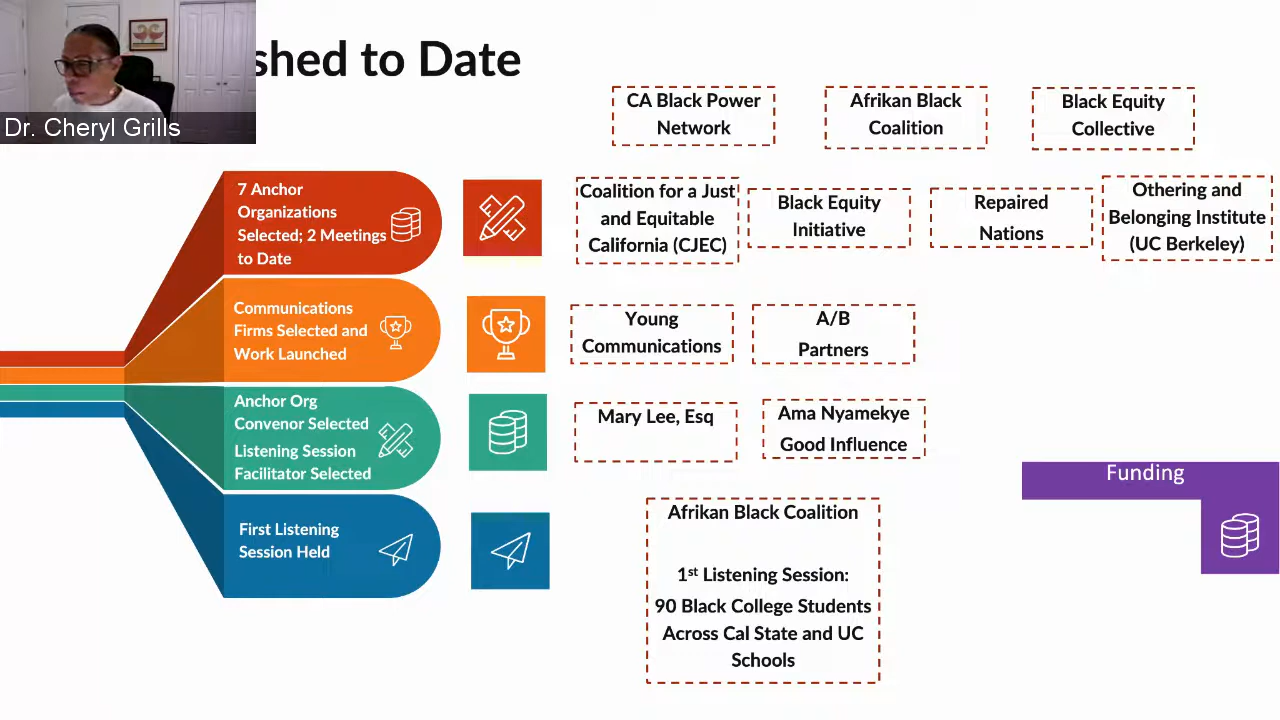 shed to Date
Dr. Cheryl Grills
CA Black Power
Network
Afrikan Black
Coalition
Black Equity
Collective
7 Anchor
Organizations
Selected; 2 Meetings
to Date
Coalition for a Just
and Equitable
California (CJEC)
Black Equity
Initiative
Repaired
Nations
Othering and
Belonging Institute
(UC Berkeley)
Communications
Firms Selected and
Work Launched
Young
Communications
A/B
Partners
Anchor Org
Convenor Selected
Listening Session
Facilitator Selected
Mary Lee, Esq
Ama Nyamekye
Good Influence
Funding
First Listening
Session Held
Afrikan Black Coalition
1st Listening Session:
90 Black College Students
Across Cal State and UC
Schools